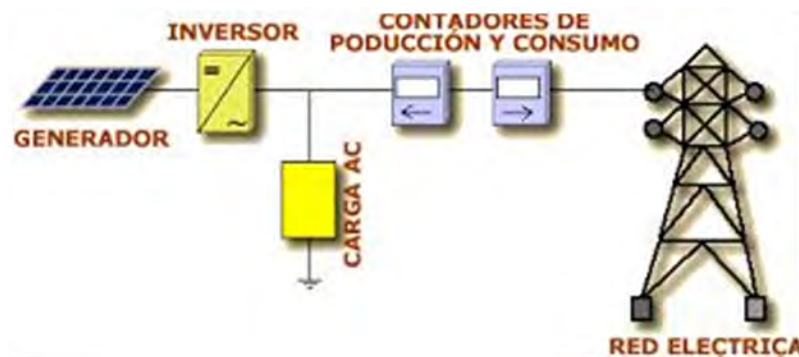 CONTADORES DE
PODUCCIÓN Y CONSUMO
INVERSOR
GENERADOR
CARGA AC
RED ELECTRICA